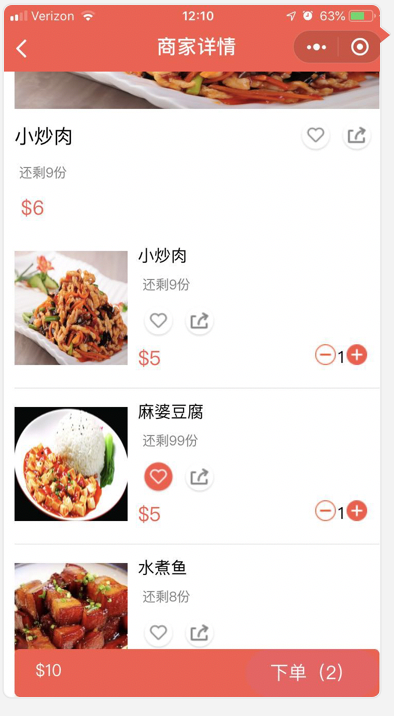 Verizon 12:10 63%
商家详情
小炒肉
还剩9份
$6
小炒肉
还剩9份
$5
1
麻婆豆腐
还剩99份
$5
1
水煮鱼
还剩8份
$10 下单（2）